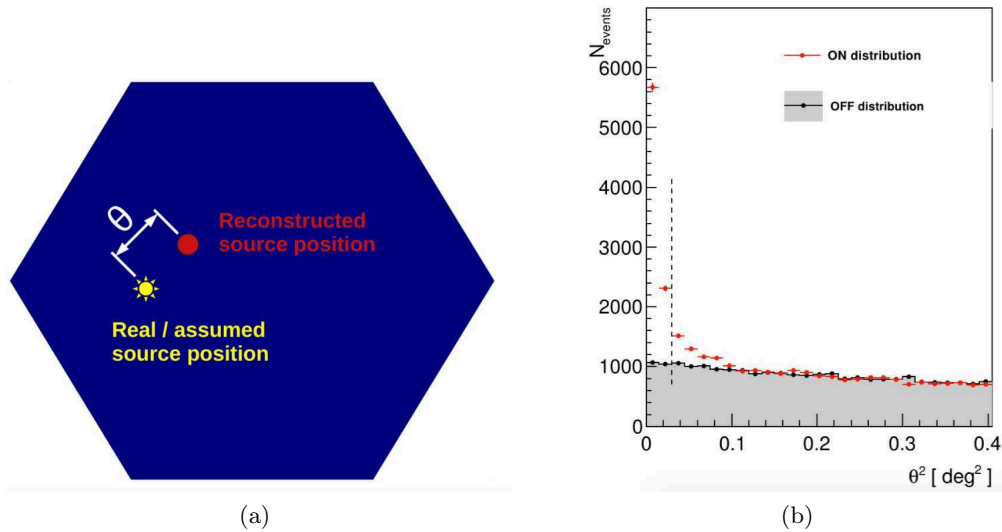 θ
Reconstructed
source position
Real / assumed
source position
(a)
N_events
6000
5000
4000
3000
2000
1000
0
ON distribution
OFF distribution
0
0.1
0.2
0.3
0.4
θ² [ deg² ]
(b)